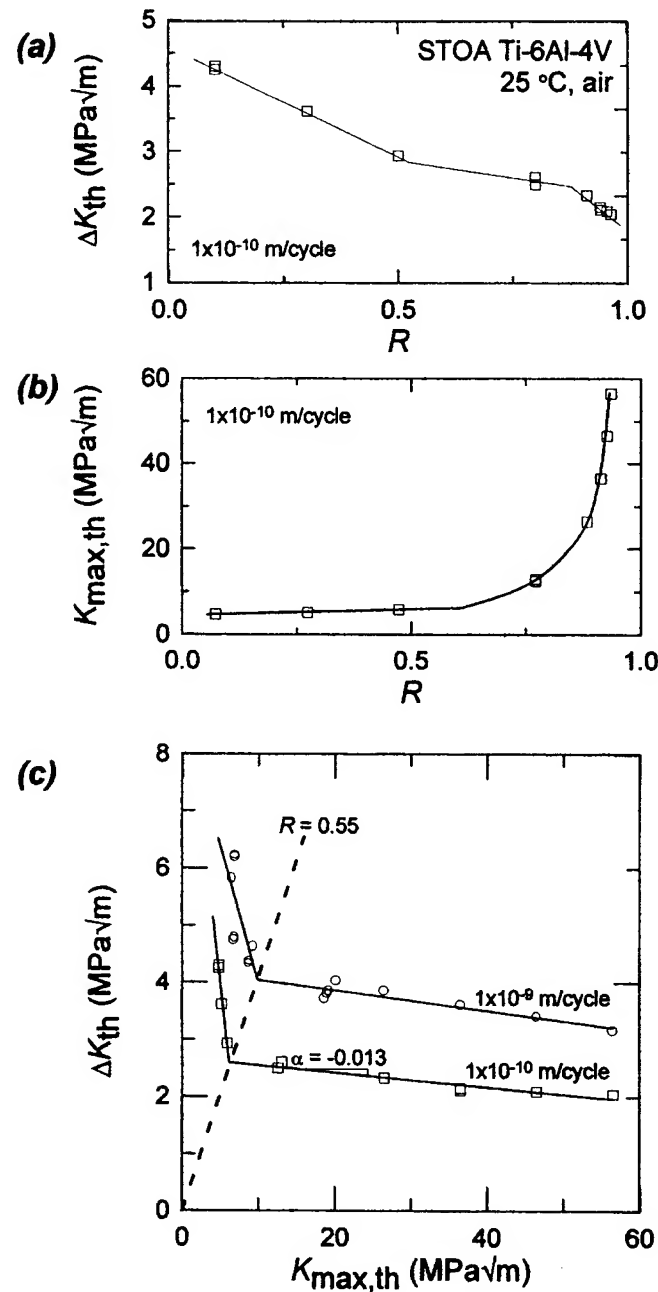 (a)
STOA Ti-6Al-4V
25 °C, air
5
4
3
2
1
ΔKth (MPa√m)
1x10-10 m/cycle
0.0
0.5
1.0
R
(b)
60
40
20
0
Kmax,th (MPa√m)
1x10-10 m/cycle
0.0
0.5
1.0
R
(c)
8
6
4
2
0
ΔKth (MPa√m)
R = 0.55
1x10-9 m/cycle
α = -0.013
1x10-10 m/cycle
0
20
40
60
Kmax,th (MPa√m)